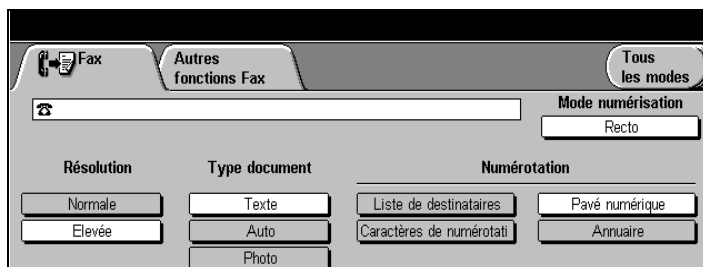 Fax
Autres
fonctions Fax
Tous
les modes
Mode numérisation
Recto
Résolution
Type document
Numérotation
Normale
Texte
Liste de destinataires
Pavé numérique
Elevée
Auto
Caractères de numérotati
Annuaire
Photo